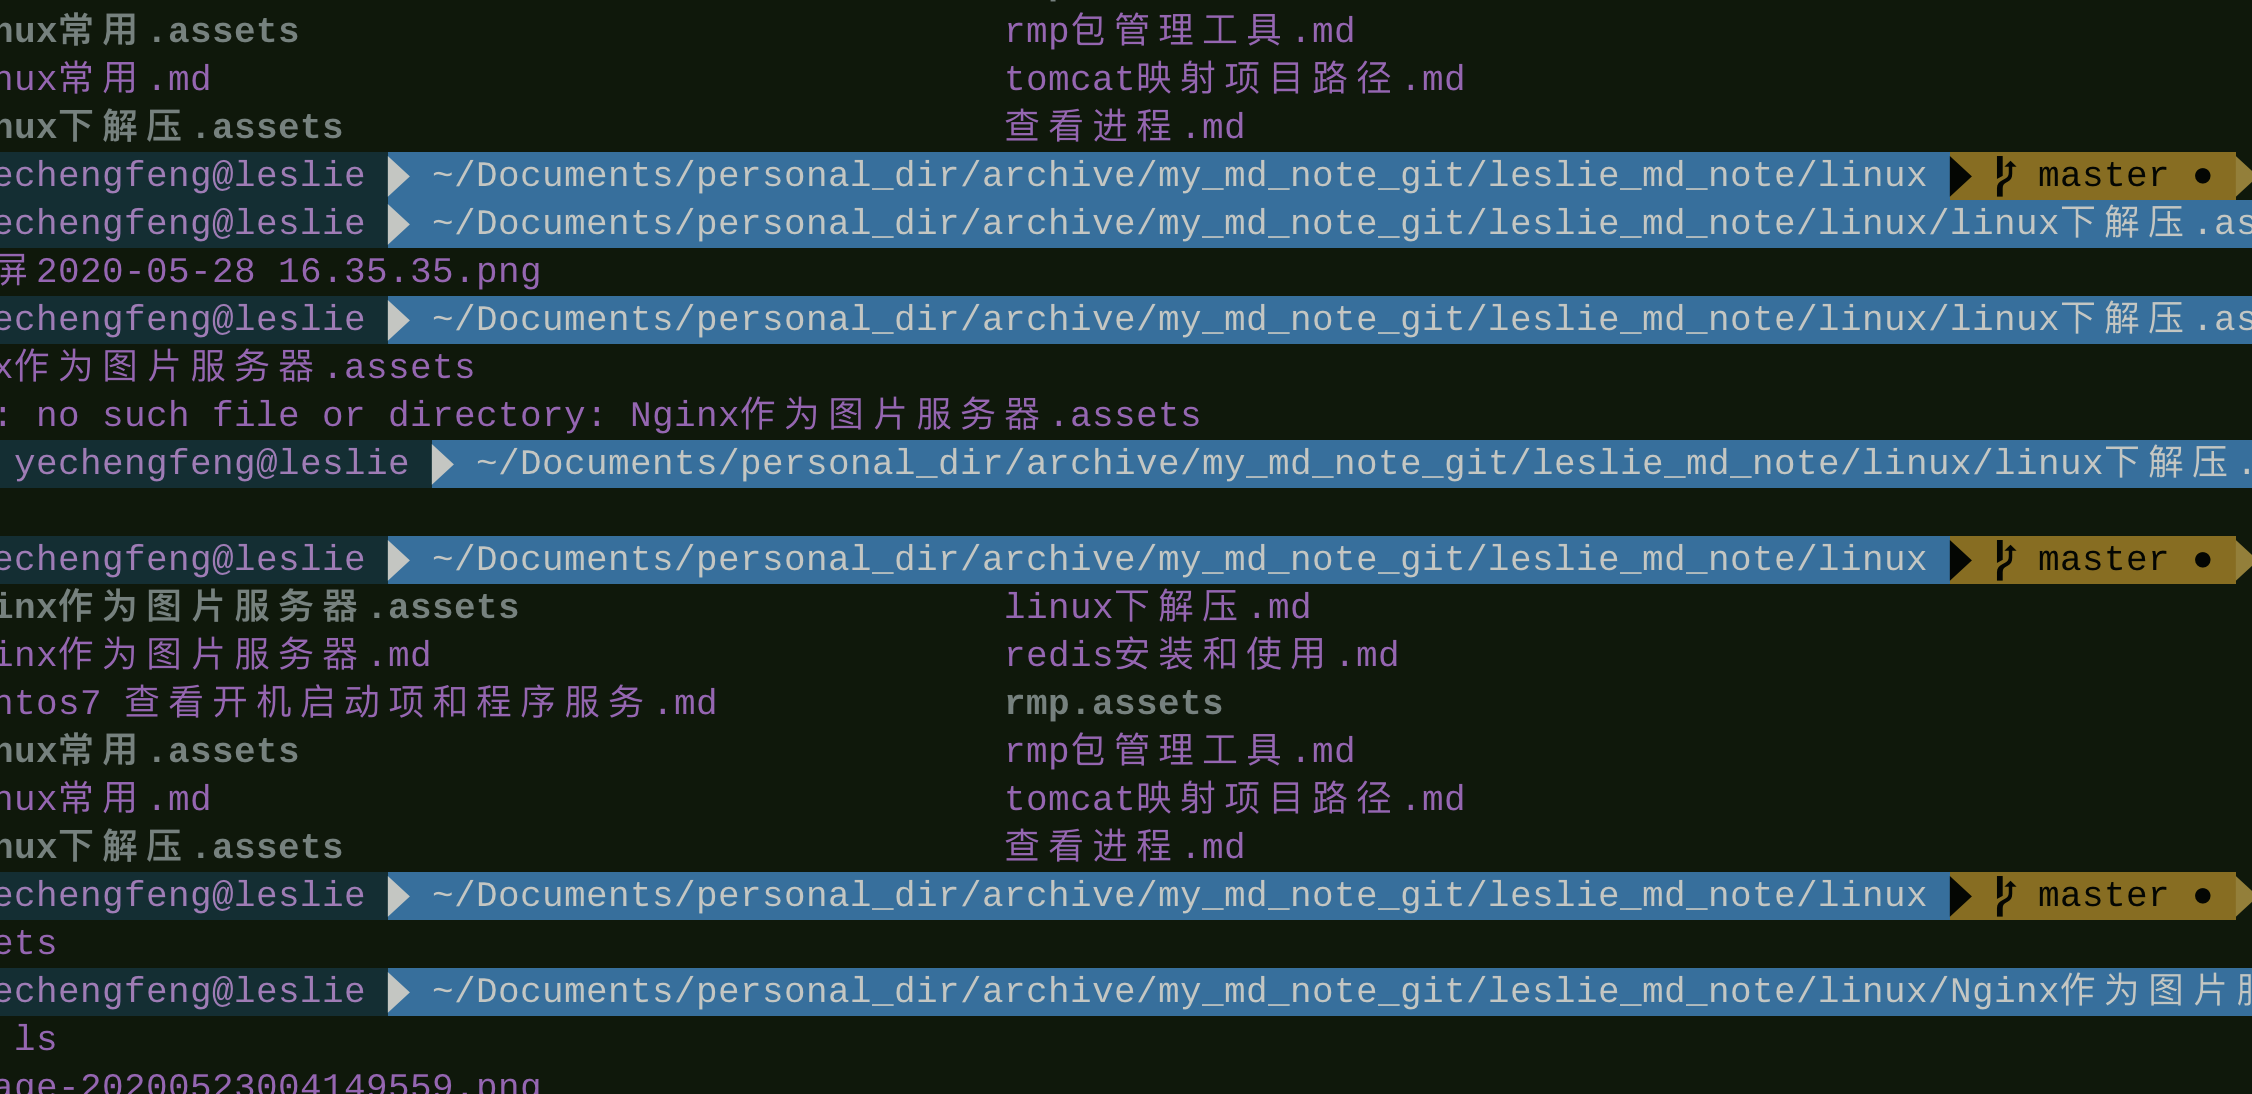 nux常用.assets rmp包管理工具.md
nux常用.md tomcat映射项目路径.md
nux下解压.assets 查看进程.md
echengfeng@leslie ~/Documents/personal_dir/archive/my_md_note_git/leslie_md_note/linux master ●
echengfeng@leslie ~/Documents/personal_dir/archive/my_md_note_git/leslie_md_note/linux/linux下解压.as
屏2020-05-28 16.35.35.png
echengfeng@leslie ~/Documents/personal_dir/archive/my_md_note_git/leslie_md_note/linux/linux下解压.as
x作为图片服务器.assets
: no such file or directory: Nginx作为图片服务器.assets
yechengfeng@leslie ~/Documents/personal_dir/archive/my_md_note_git/leslie_md_note/linux/linux下解压.
echengfeng@leslie ~/Documents/personal_dir/archive/my_md_note_git/leslie_md_note/linux master ●
inx作为图片服务器.assets linux下解压.md
inx作为图片服务器.md redis安装和使用.md
ntos7 查看开机启动项和程序服务.md rmp.assets
nux常用.assets rmp包管理工具.md
nux常用.md tomcat映射项目路径.md
nux下解压.assets 查看进程.md
echengfeng@leslie ~/Documents/personal_dir/archive/my_md_note_git/leslie_md_note/linux master ●
ets
echengfeng@leslie ~/Documents/personal_dir/archive/my_md_note_git/leslie_md_note/linux/Nginx作为图片服
ls
age-20200523004149559.png